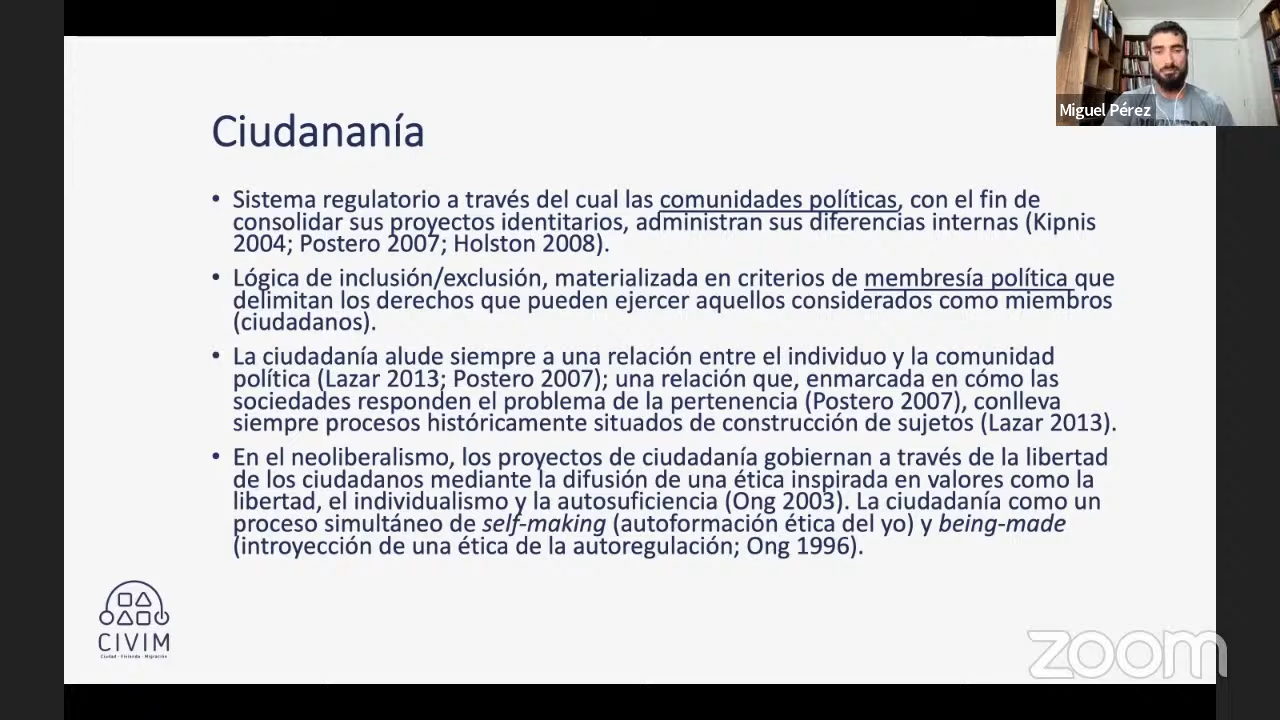 Ciudananía
• Sistema regulatorio a través del cual las comunidades políticas, con el fin de
consolidar sus proyectos identitarios, administran sus diferencias internas (Kipnis
2004; Postero 2007; Holston 2008).
• Lógica de inclusión/exclusión, materializada en criterios de membresía política que
delimitan los derechos que pueden ejercer aquellos considerados como miembros
(ciudadanos).
• La ciudadanía alude siempre a una relación entre el individuo y la comunidad
política (Lazar 2013; Postero 2007); una relación que, enmarcada en cómo las
sociedades responden el problema de la pertenencia (Postero 2007), conlleva
siempre procesos históricamente situados de construcción de sujetos (Lazar 2013).
• En el neoliberalismo, los proyectos de ciudadanía gobiernan a través de la libertad
de los ciudadanos mediante la difusión de una ética inspirada en valores como la
libertad, el individualismo y la autosuficiencia (Ong 2003). La ciudadanía como un
proceso simultáneo de self-making (autoformación ética del yo) y being-made
(introyección de una ética de la autoregulación; Ong 1996).
Miguel Pérez
CIVIM
Ciudad - Vivienda - Migración
zoom